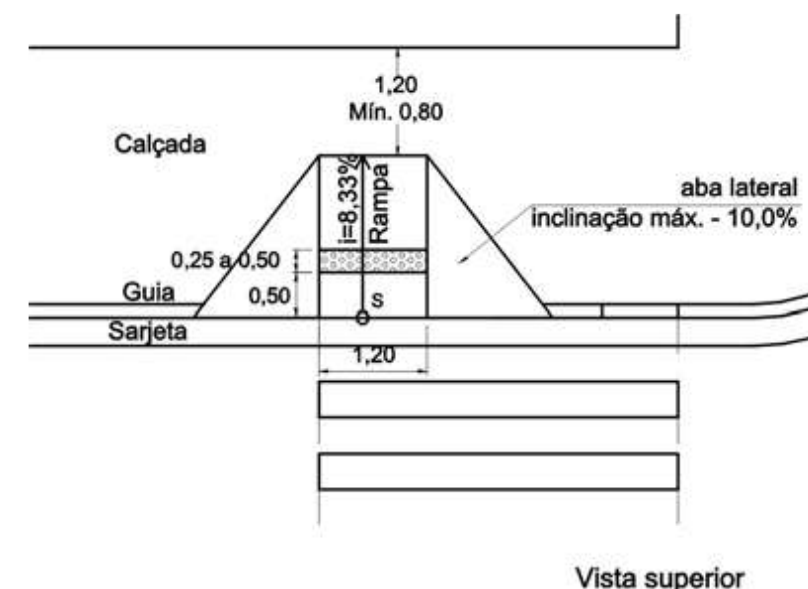 1,20
Mín. 0,80
Calçada
i=8,33%
Rampa
aba lateral
inclinação máx. - 10,0%
0,25 a 0,50
Guia
0,50
S
Sarjeta
1,20
Vista superior